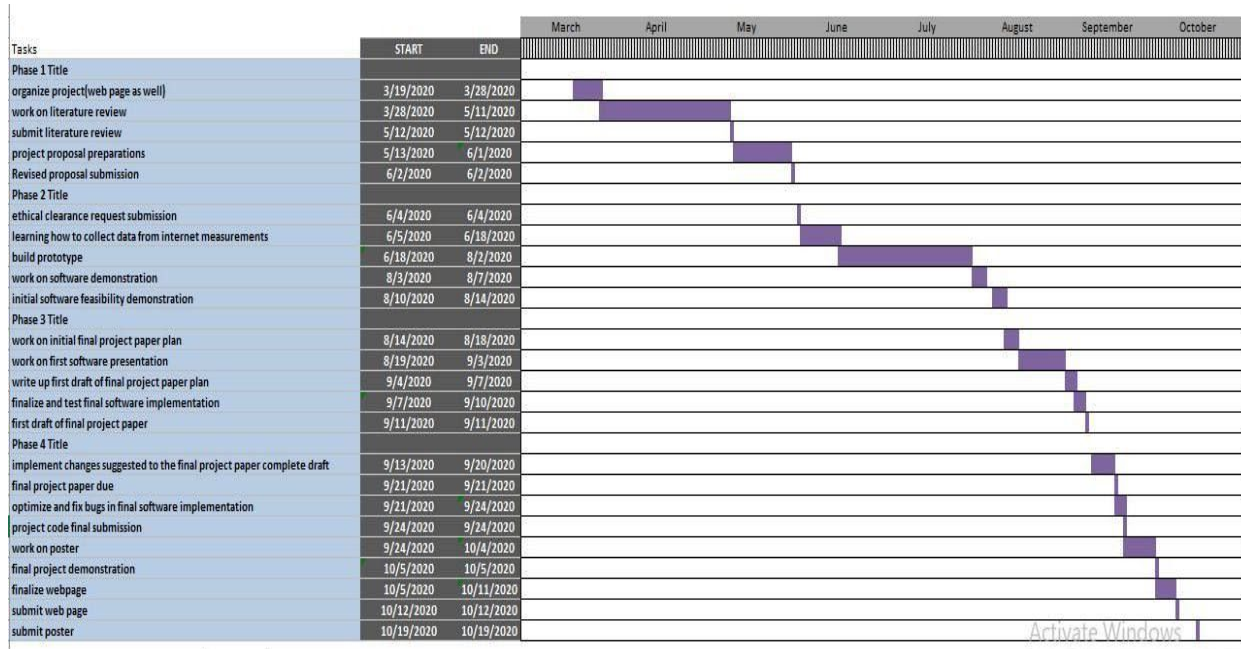 March April May June July August September October
Tasks START END
Phase 1 Title
organize project(web page as well) 3/19/2020 3/28/2020
work on literature review 3/28/2020 5/11/2020
submit literature review 5/12/2020 5/12/2020
project proposal preparations 5/13/2020 6/1/2020
Revised proposal submission 6/2/2020 6/2/2020
Phase 2 Title
ethical clearance request submission 6/4/2020 6/4/2020
learning how to collect data from internet measurements 6/5/2020 6/18/2020
build prototype 6/18/2020 8/2/2020
work on software demonstration 8/3/2020 8/7/2020
initial software feasibility demonstration 8/10/2020 8/14/2020
Phase 3 Title
work on initial final project paper plan 8/14/2020 8/18/2020
work on first software presentation 8/19/2020 9/3/2020
write up first draft of final project paper plan 9/4/2020 9/7/2020
finalize and test final software implementation 9/7/2020 9/10/2020
first draft of final project paper 9/11/2020 9/11/2020
Phase 4 Title
implement changes suggested to the final project paper complete draft 9/13/2020 9/20/2020
final project paper due 9/21/2020 9/21/2020
optimize and fix bugs in final software implementation 9/21/2020 9/24/2020
project code final submission 9/24/2020 9/24/2020
work on poster 9/24/2020 10/4/2020
final project demonstration 10/5/2020 10/5/2020
finalize webpage 10/5/2020 10/11/2020
submit web page 10/12/2020 10/12/2020
submit poster 10/19/2020 10/19/2020
Activate Windows